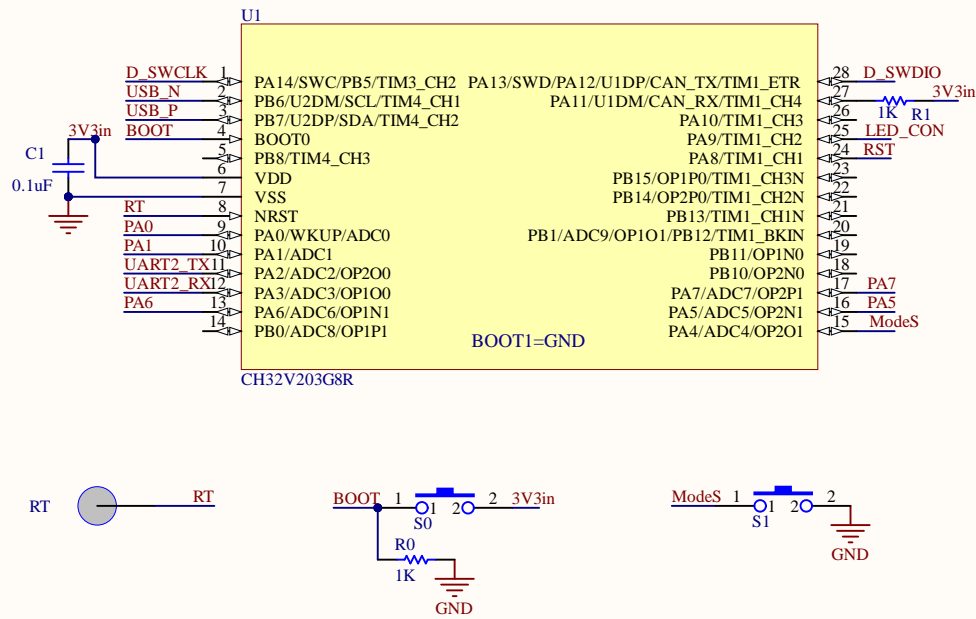 U1
D_SWCLK 1 PA14/SWC/PB5/TIM3_CH2 PA13/SWD/PA12/U1DP/CAN_TX/TIM1_ETR 28 D_SWDIO
USB_N 2 PB6/U2DM/SCL/TIM4_CH1 PA11/U1DM/CAN_RX/TIM1_CH4 27 3V3in
USB_P 3 PB7/U2DP/SDA/TIM4_CH2 PA10/TIM1_CH3 26 1K R1
BOOT 4 BOOT0 PA9/TIM1_CH2 25 LED_CON
3V3in
5 PB8/TIM4_CH3 PA8/TIM1_CH1 24 RST
C1
6 VDD PB15/OP1P0/TIM1_CH3N 23
0.1uF
7 VSS PB14/OP2P0/TIM1_CH2N 22
RT 8 NRST PB13/TIM1_CH1N 21
PA0 9 PA0/WKUP/ADC0 PB1/ADC9/OP1O1/PB12/TIM1_BKIN 20
PA1 10 PA1/ADC1 PB11/OP1N0 19
UART2_TX 11 PA2/ADC2/OP2O0 PB10/OP2N0 18
UART2_RX 12 PA3/ADC3/OP1O0 PA7/ADC7/OP2P1 17 PA7
PA6 13 PA6/ADC6/OP1N1 PA5/ADC5/OP2N1 16 PA5
14 PB0/ADC8/OP1P1 PA4/ADC4/OP2O1 15 ModeS
BOOT1=GND
CH32V203G8R
RT RT
BOOT 1 2 3V3in
1 2
S0
R0
1K
GND
ModeS 1 2
1 2
S1
GND